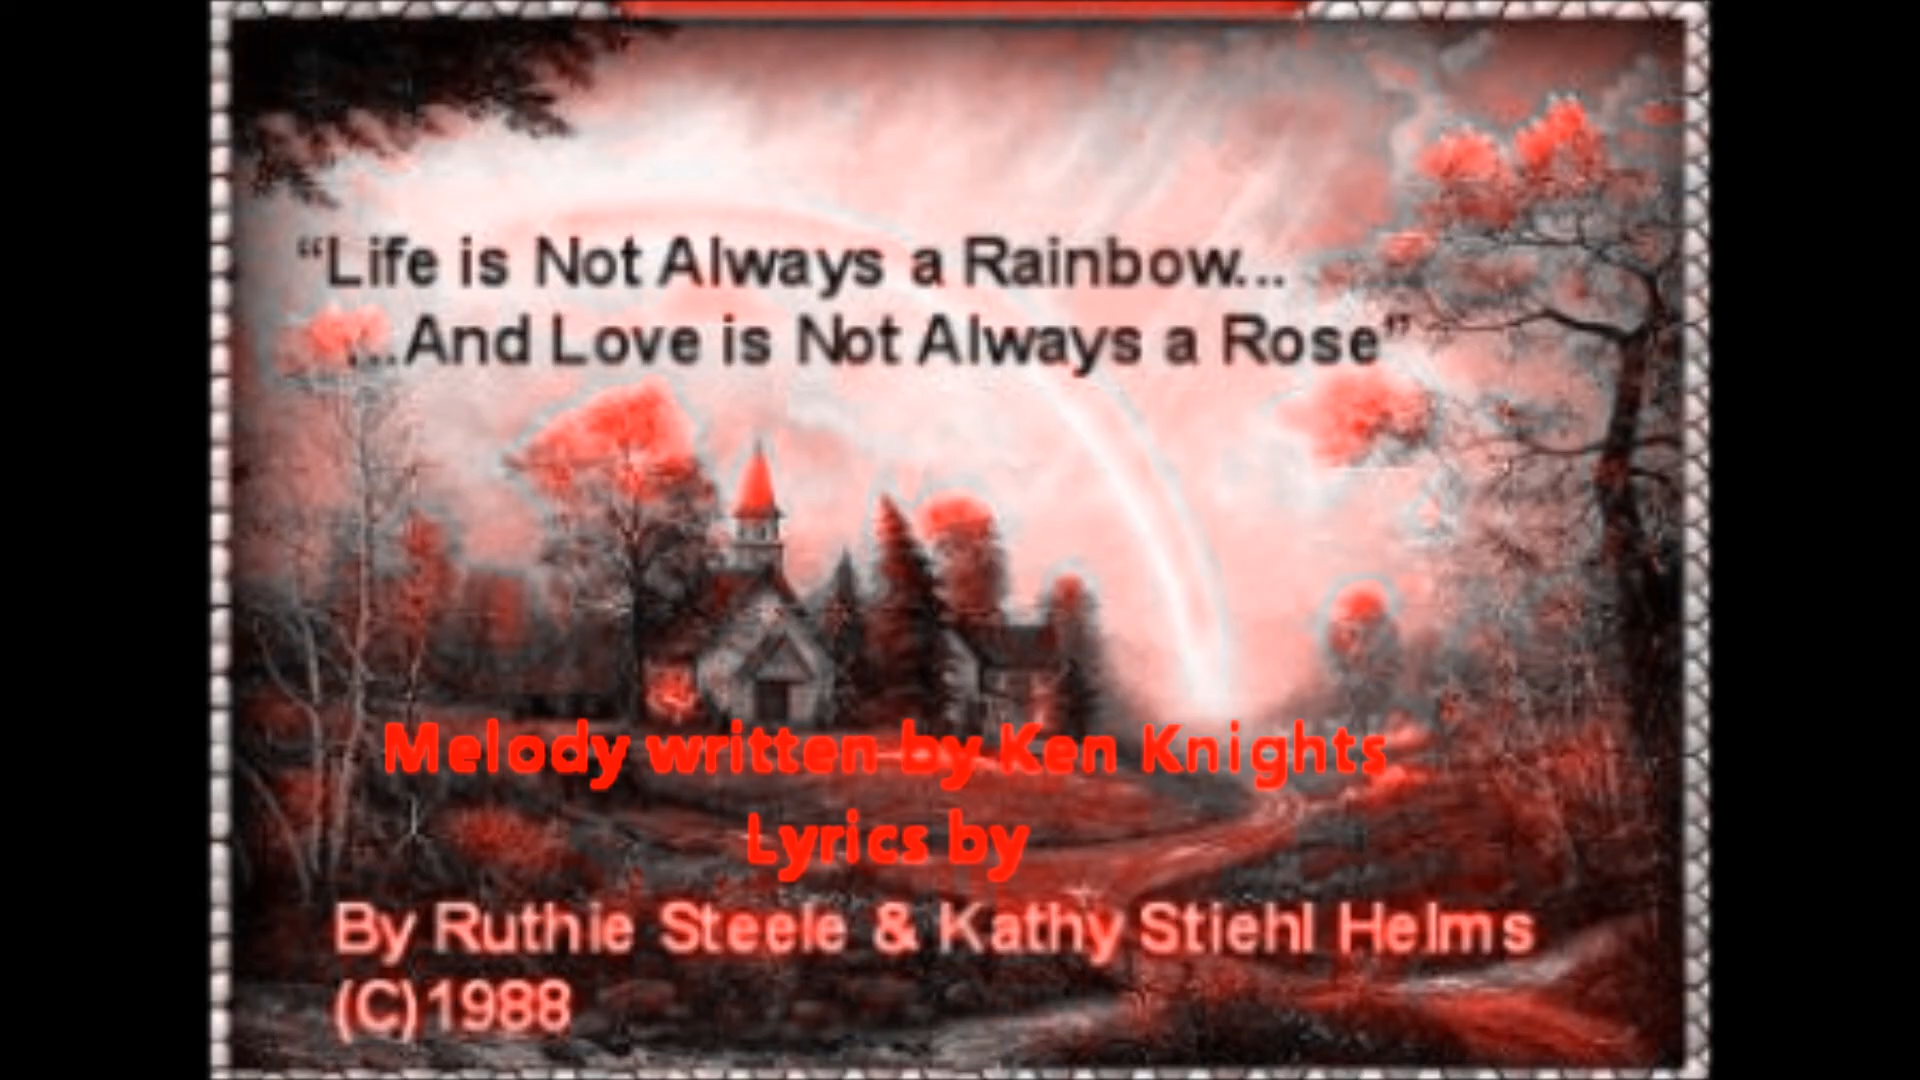 “Life is Not Always a Rainbow...
...And Love is Not Always a Rose”
Melody written by Ken Knights
Lyrics by
By Ruthie Steele & Kathy Stiehl Helms
(C)1988